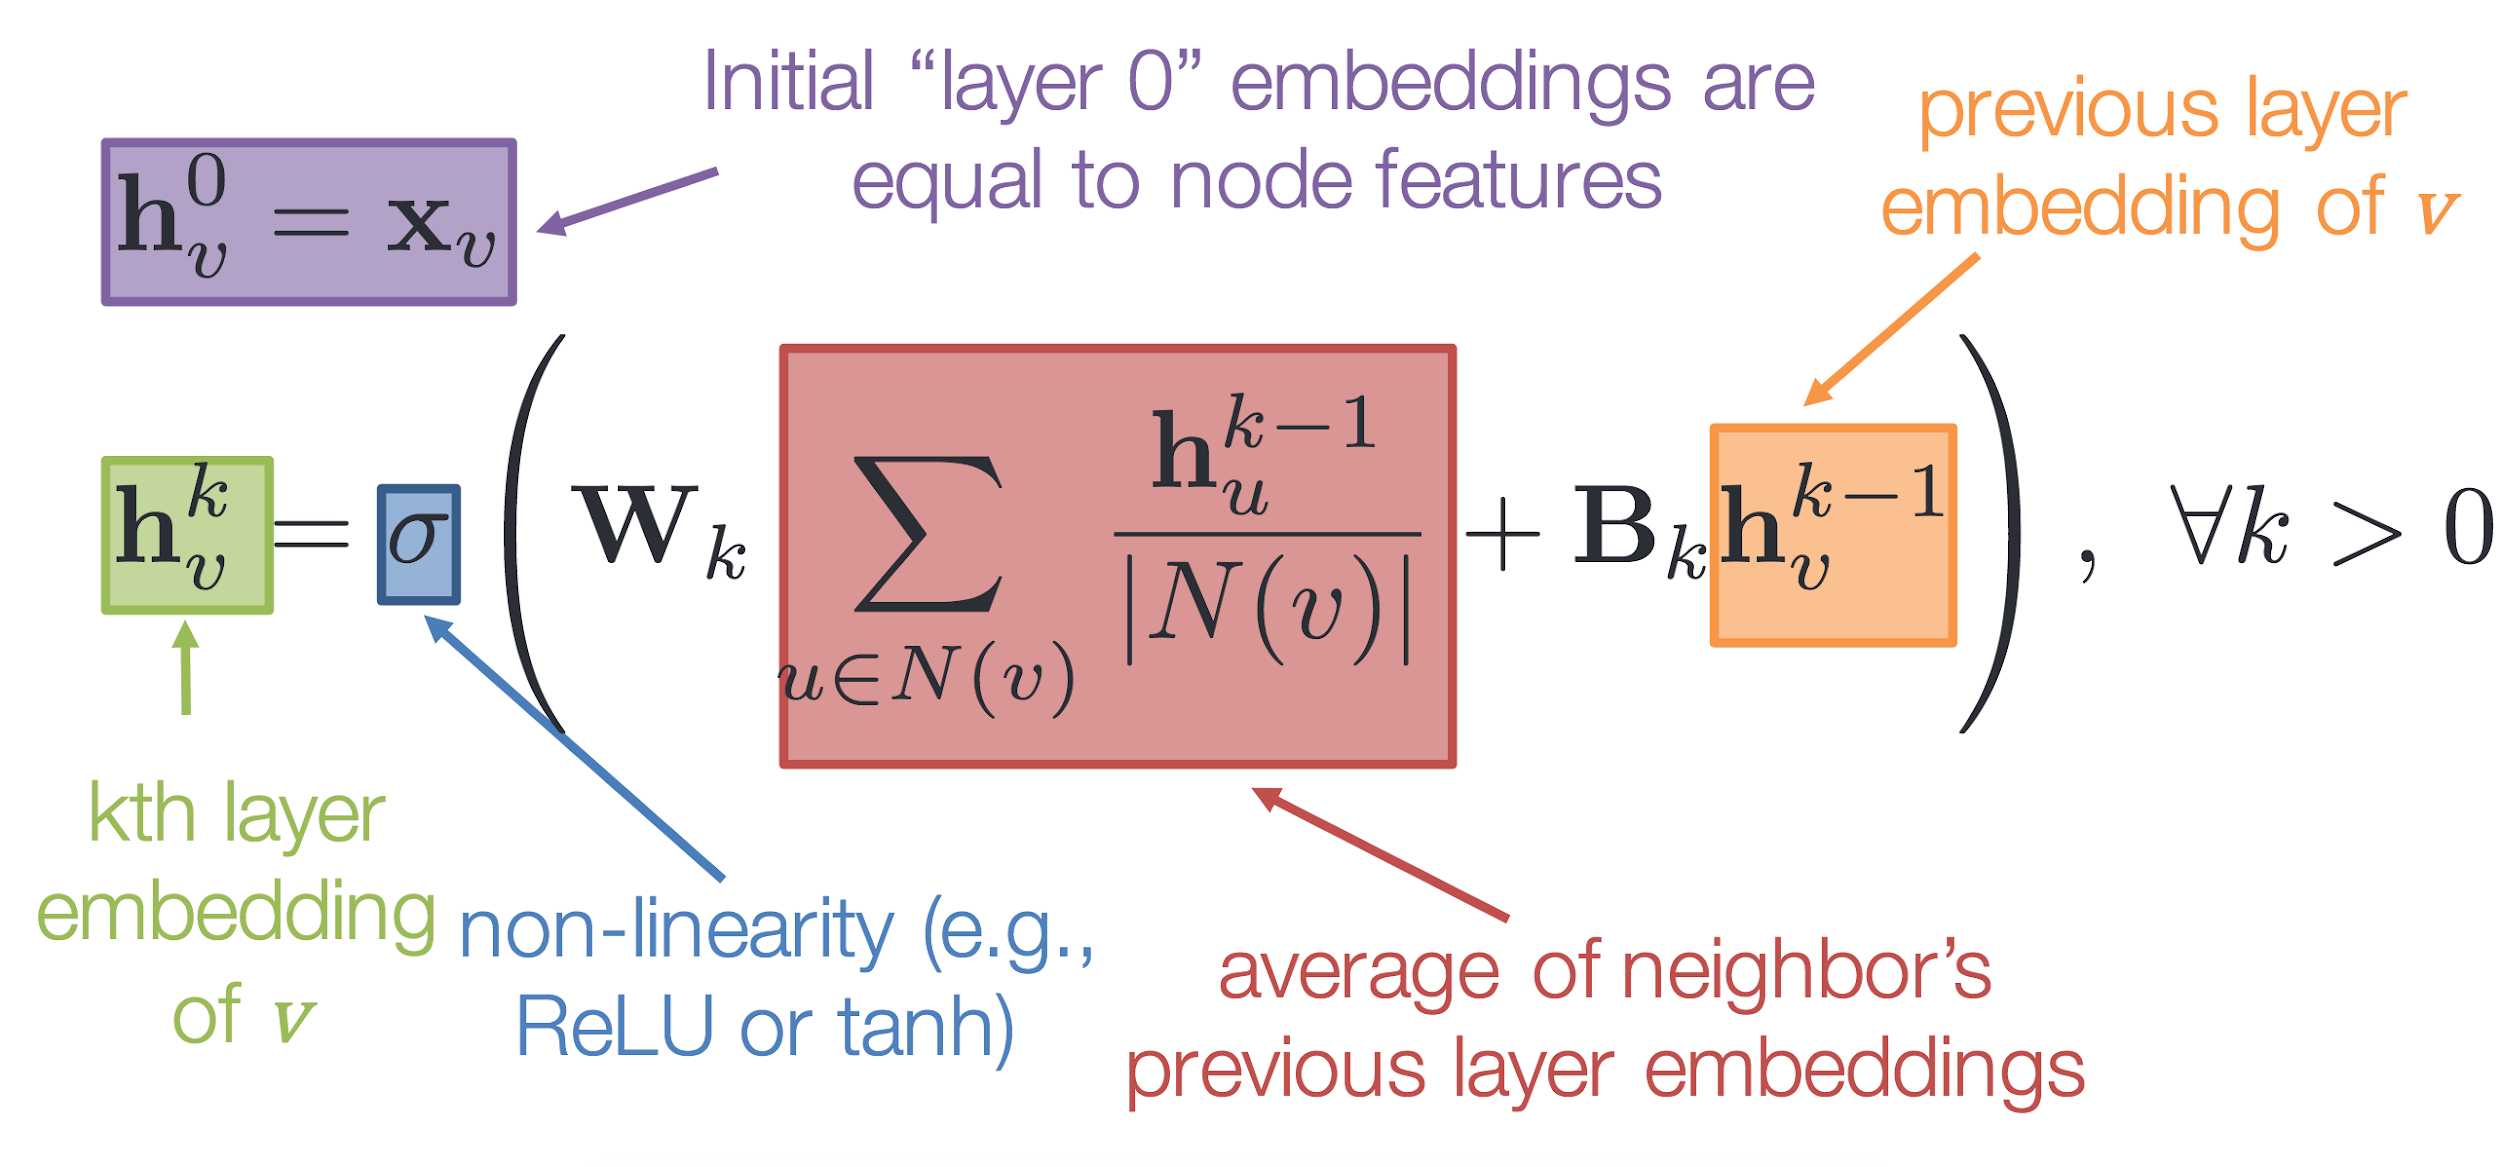 Initial “layer 0” embeddings are
equal to node features
previous layer
embedding of v
h_v^0 = x_v
h_v^k = σ ( W_k ∑_{u∈N(v)} h_u^{k−1} / |N(v)| + B_k h_v^{k−1} ) , ∀k > 0
kth layer
embedding
of v
non-linearity (e.g.,
ReLU or tanh)
average of neighbor’s
previous layer embeddings